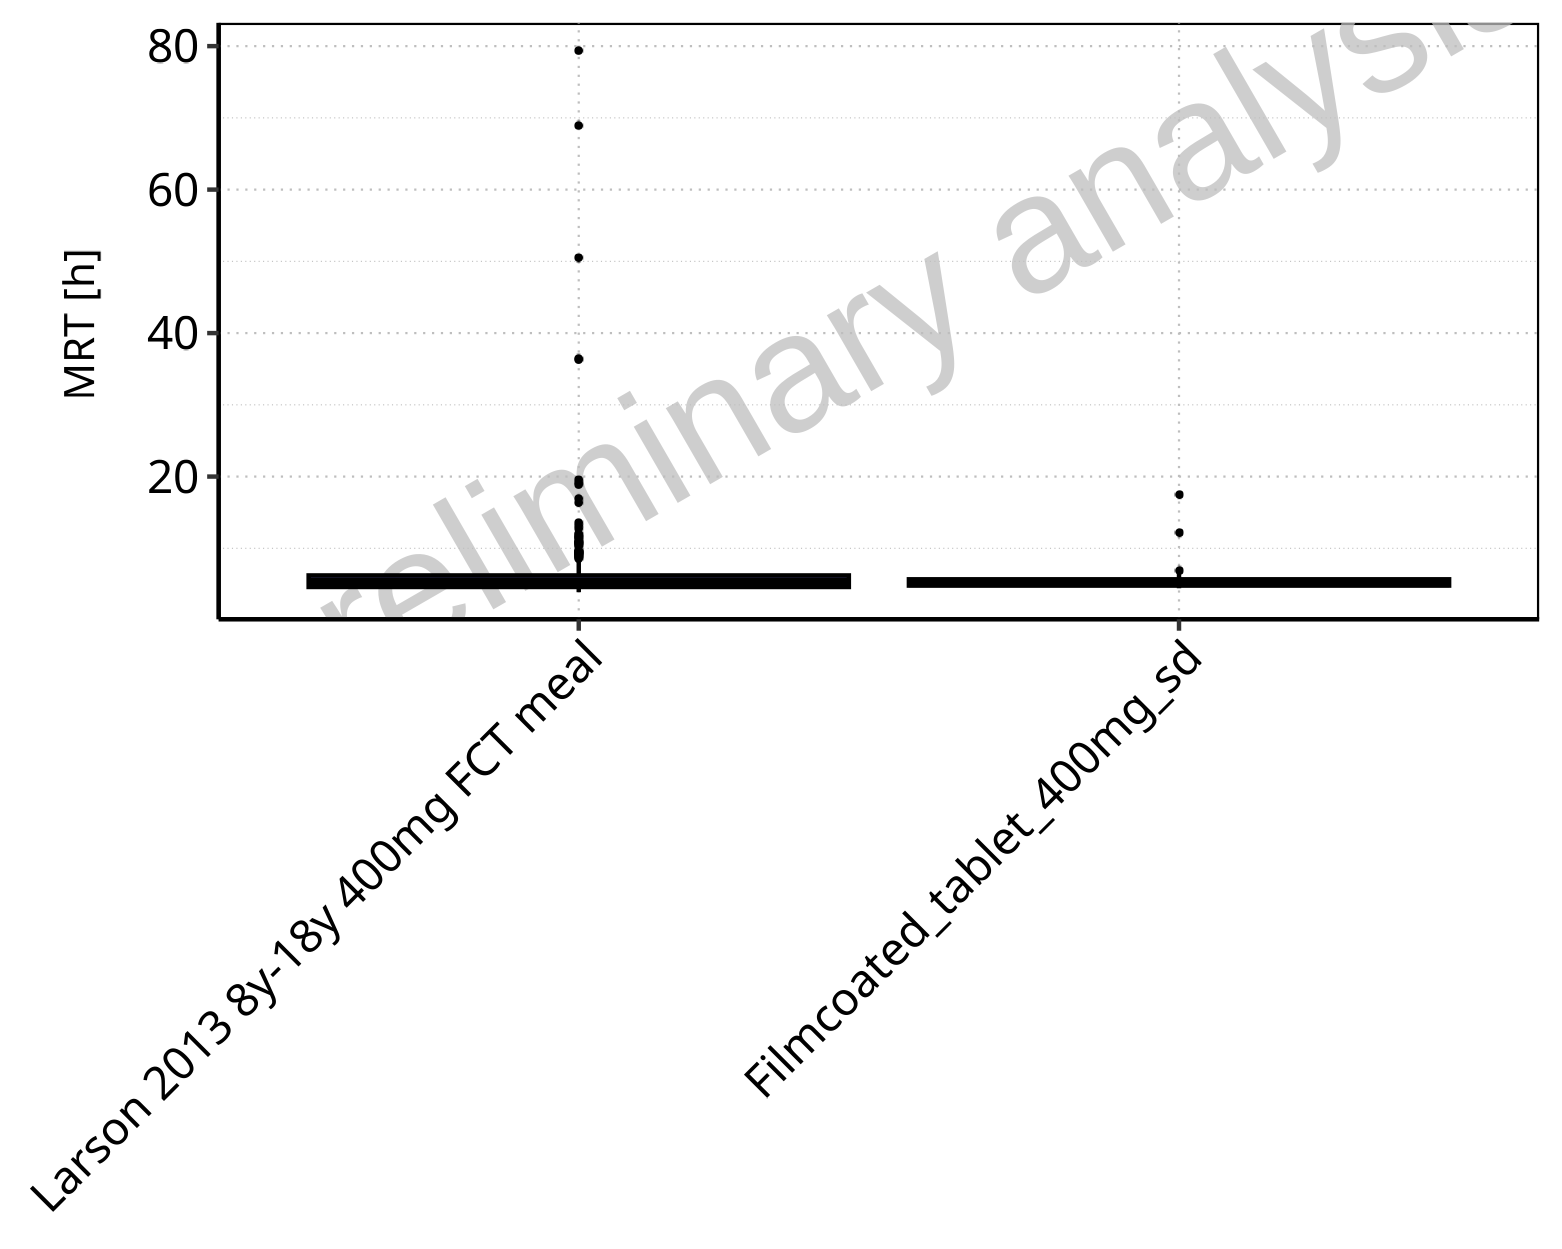 80
60
40
20
MRT [h]
reliminary analysis
Larson 2013 8y-18y 400mg FCT meal
Filmcoated_tablet_400mg_sd